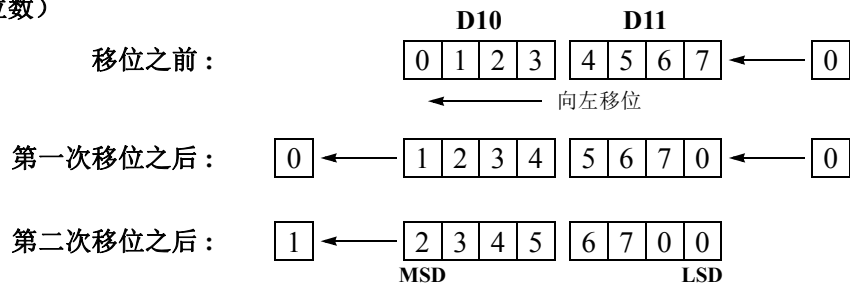 位数）
D10 D11
移位之前： 0 1 2 3 4 5 6 7 0
向左移位
第一次移位之后： 0 1 2 3 4 5 6 7 0 0
第二次移位之后： 1 2 3 4 5 6 7 0 0
MSD LSD